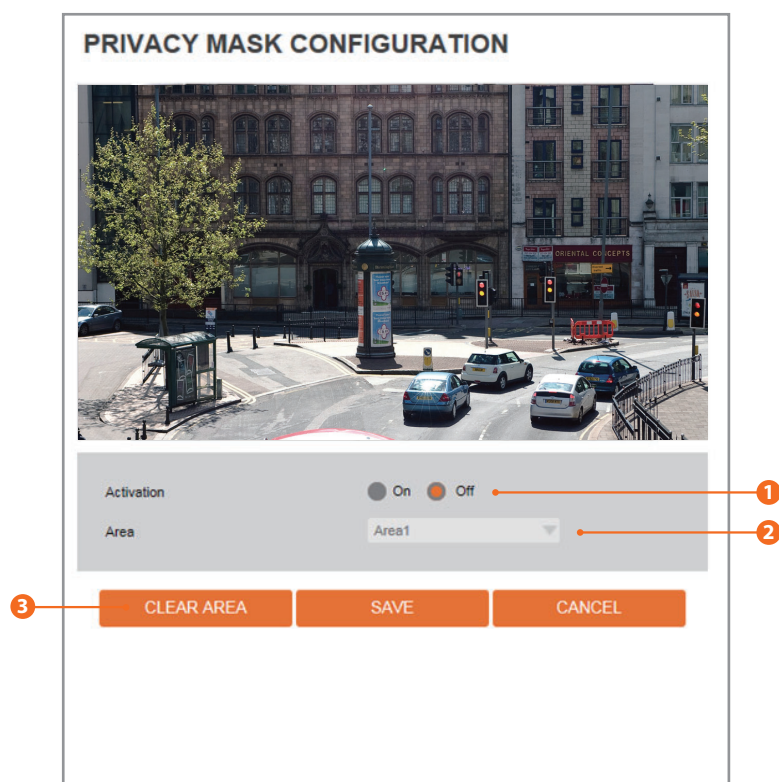 PRIVACY MASK CONFIGURATION
ORIENTAL CONCEPTS
Activation
On
Off
1
Area
Area1
2
3
CLEAR AREA
SAVE
CANCEL